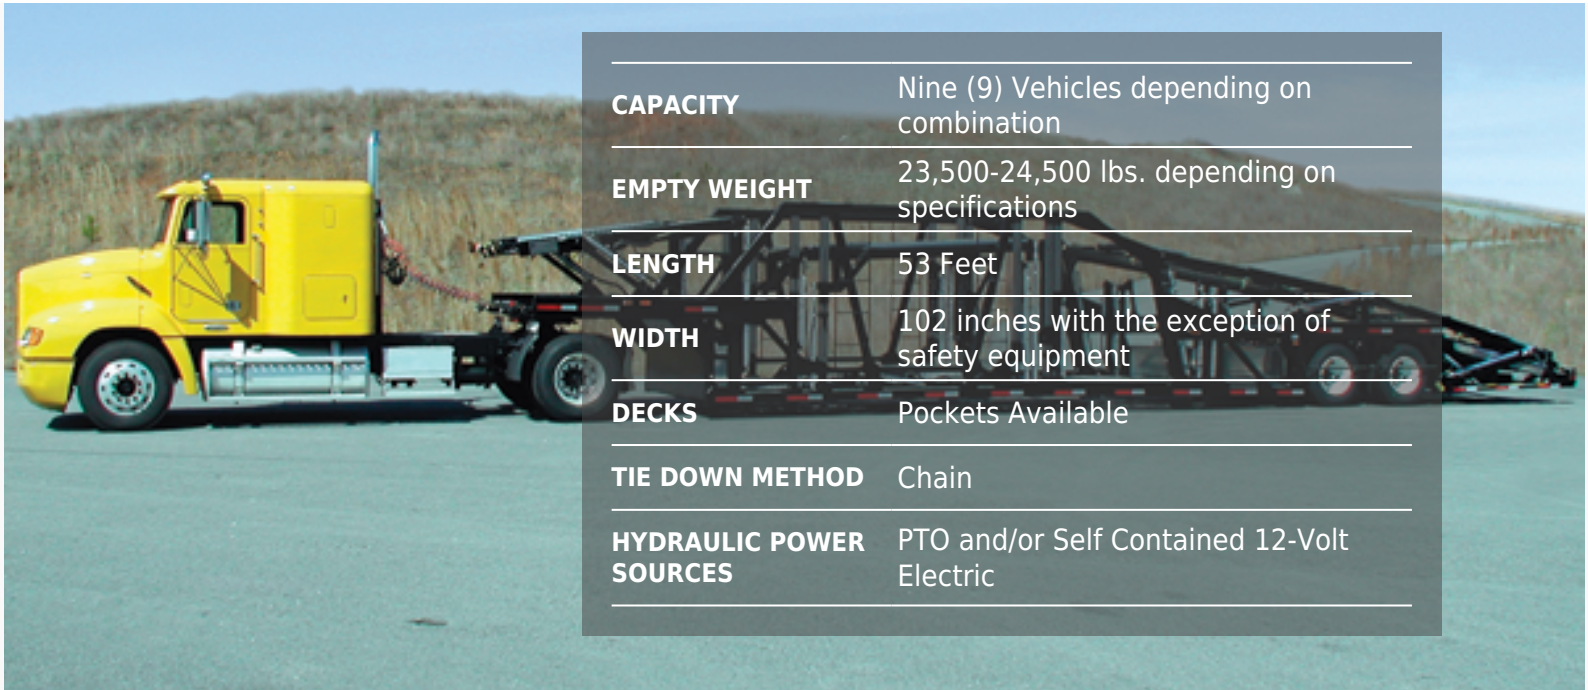 CAPACITY
Nine (9) Vehicles depending on
combination
EMPTY WEIGHT
23,500-24,500 lbs. depending on
specifications
LENGTH
53 Feet
WIDTH
102 inches with the exception of
safety equipment
DECKS
Pockets Available
TIE DOWN METHOD
Chain
HYDRAULIC POWER
SOURCES
PTO and/or Self Contained 12-Volt
Electric